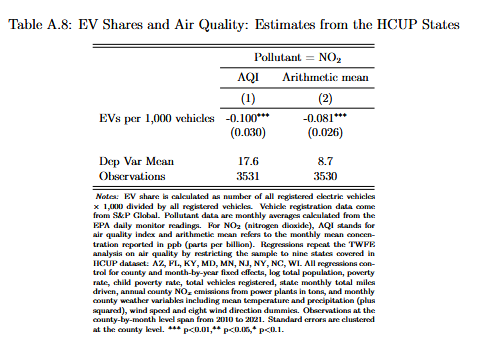 Table A.8: EV Shares and Air Quality: Estimates from the HCUP States
Pollutant = NO₂
AQI Arithmetic mean
(1) (2)
EVs per 1,000 vehicles -0.100*** -0.081***
(0.030) (0.026)
Dep Var Mean 17.6 8.7
Observations 3531 3530
Notes: EV share is calculated as number of all registered electric vehicles
× 1,000 divided by all registered vehicles. Vehicle registration data come
from S&P Global. Pollutant data are monthly averages calculated from the
EPA daily monitor readings. For NO₂ (nitrogen dioxide), AQI stands for
air quality index and arithmetic mean refers to the monthly mean concen-
tration reported in ppb (parts per billion). Regressions repeat the TWFE
analysis on air quality by restricting the sample to nine states covered in
HCUP dataset: AZ, FL, KY, MD, MN, NJ, NY, NC, WI. All regressions con-
trol for county and month-by-year fixed effects, log total population, poverty
rate, child poverty rate, total vehicles registered, state monthly total miles
driven, annual county NOₓ emissions from power plants in tons, and monthly
county weather variables including mean temperature and precipitation (plus
squared), wind speed and eight wind direction dummies. Observations at the
county-by-month level span from 2010 to 2021. Standard errors are clustered
at the county level. *** p<0.01,** p<0.05,* p<0.1.